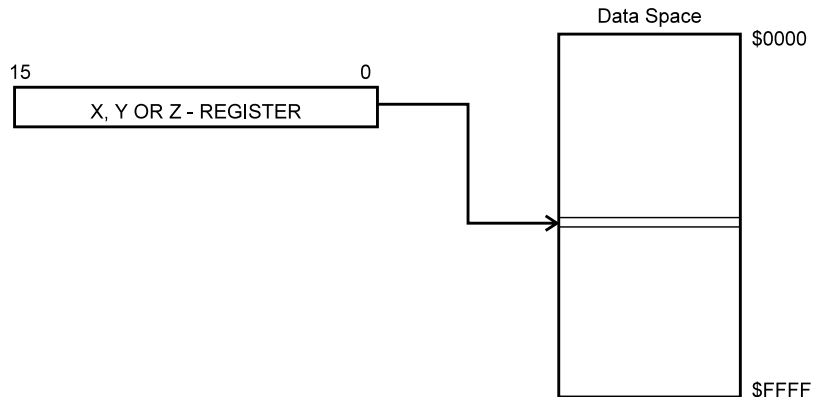 Data Space
$0000
15 0
X, Y OR Z - REGISTER
$FFFF